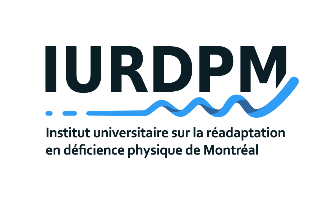 IURDPM
Institut universitaire sur la réadaptation
en déficience physique de Montréal